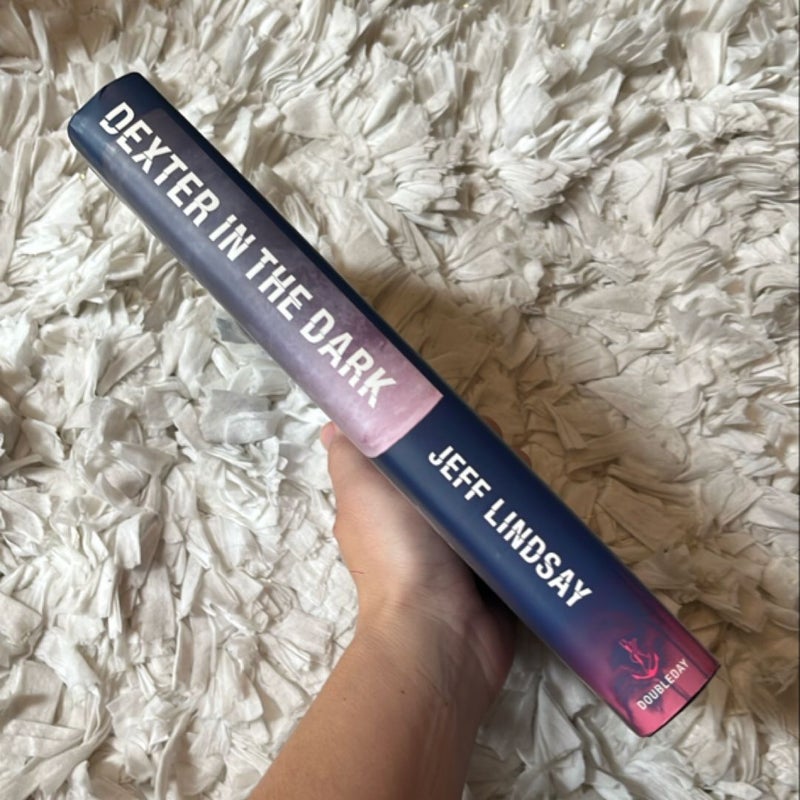 DEXTER IN THE DARK
JEFF LINDSAY
DOUBLEDAY